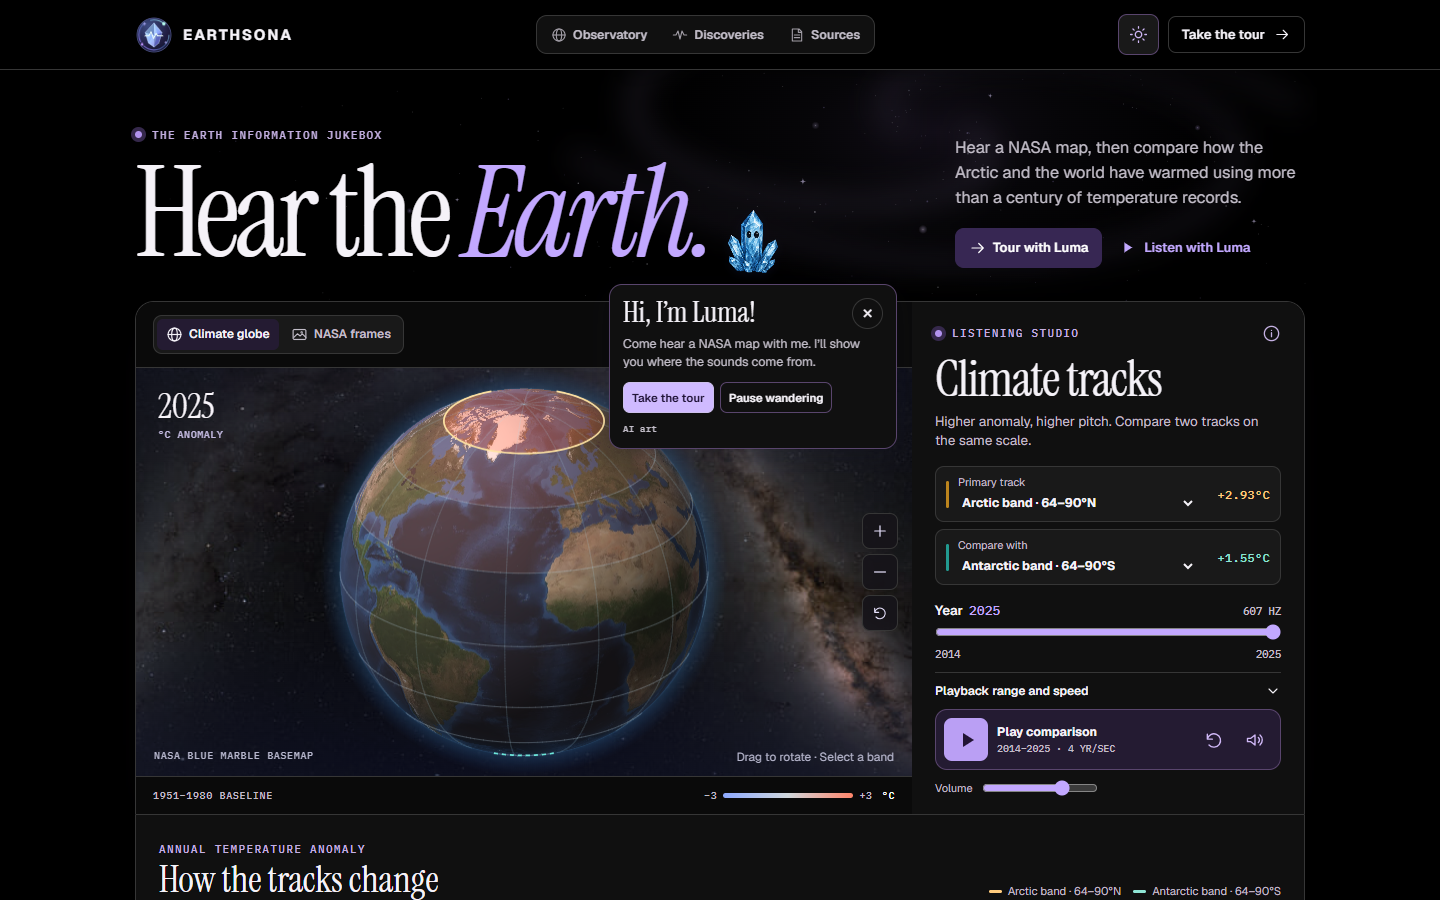 EARTHSONA
Observatory
Discoveries
Sources
Take the tour
THE EARTH INFORMATION JUKEBOX
Hear the Earth.
Hear a NASA map, then compare how the
Arctic and the world have warmed using more
than a century of temperature records.
Tour with Luma
Listen with Luma
Climate globe
NASA frames
Hi, I'm Luma!
Come hear a NASA map with me. I'll show
you where the sounds come from.
Take the tour
Pause wandering
AI art
2025
°C ANOMALY
NASA BLUE MARBLE BASEMAP
Drag to rotate · Select a band
1951–1980 BASELINE
−3
+3 °C
LISTENING STUDIO
Climate tracks
Higher anomaly, higher pitch. Compare two tracks on
the same scale.
Primary track
Arctic band · 64–90°N
+2.93°C
Compare with
Antarctic band · 64–90°S
+1.55°C
Year 2025
607 HZ
2014
2025
Playback range and speed
Play comparison
2014–2025 · 4 YR/SEC
Volume
ANNUAL TEMPERATURE ANOMALY
How the tracks change
Arctic band · 64–90°N
Antarctic band · 64–90°S